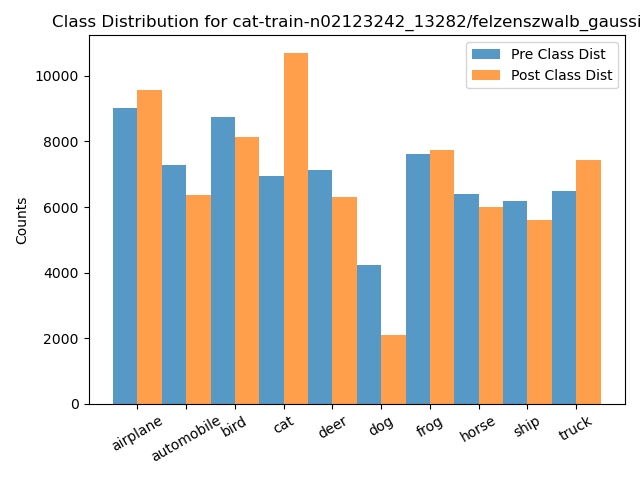 Class Distribution for cat-train-n02123242_13282/felzenszwalb_gaussi
Pre Class Dist
Post Class Dist
Counts
10000
8000
6000
4000
2000
0
airplane
automobile
bird
cat
deer
dog
frog
horse
ship
truck